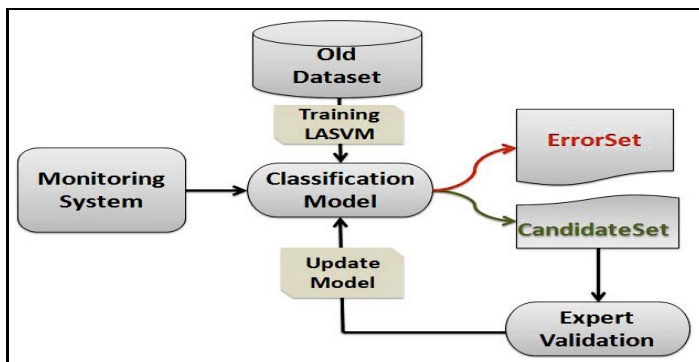 Old
Dataset
Training
LASVM
Monitoring
System
Classification
Model
ErrorSet
CandidateSet
Update
Model
Expert
Validation